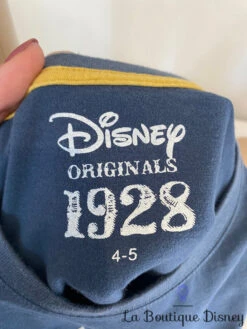 Disney
ORIGINALS
1928
4-5
La Boutique Disney